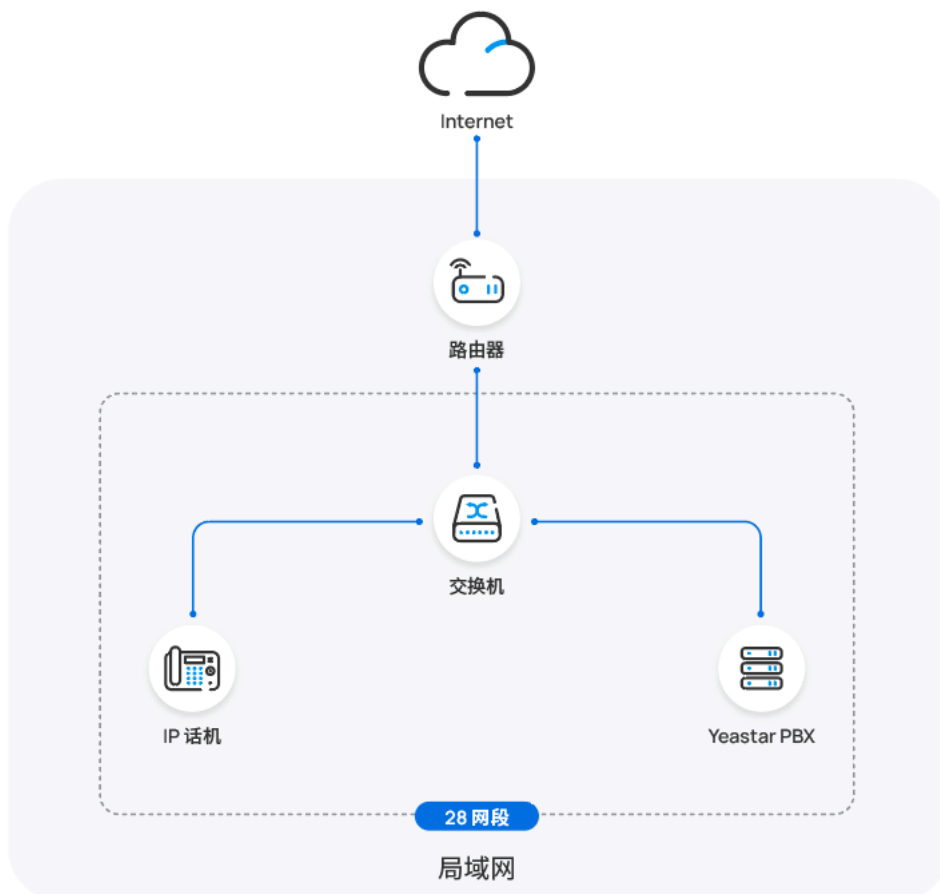 Internet
路由器
交换机
IP 话机
Yeastar PBX
28 网段
局域网